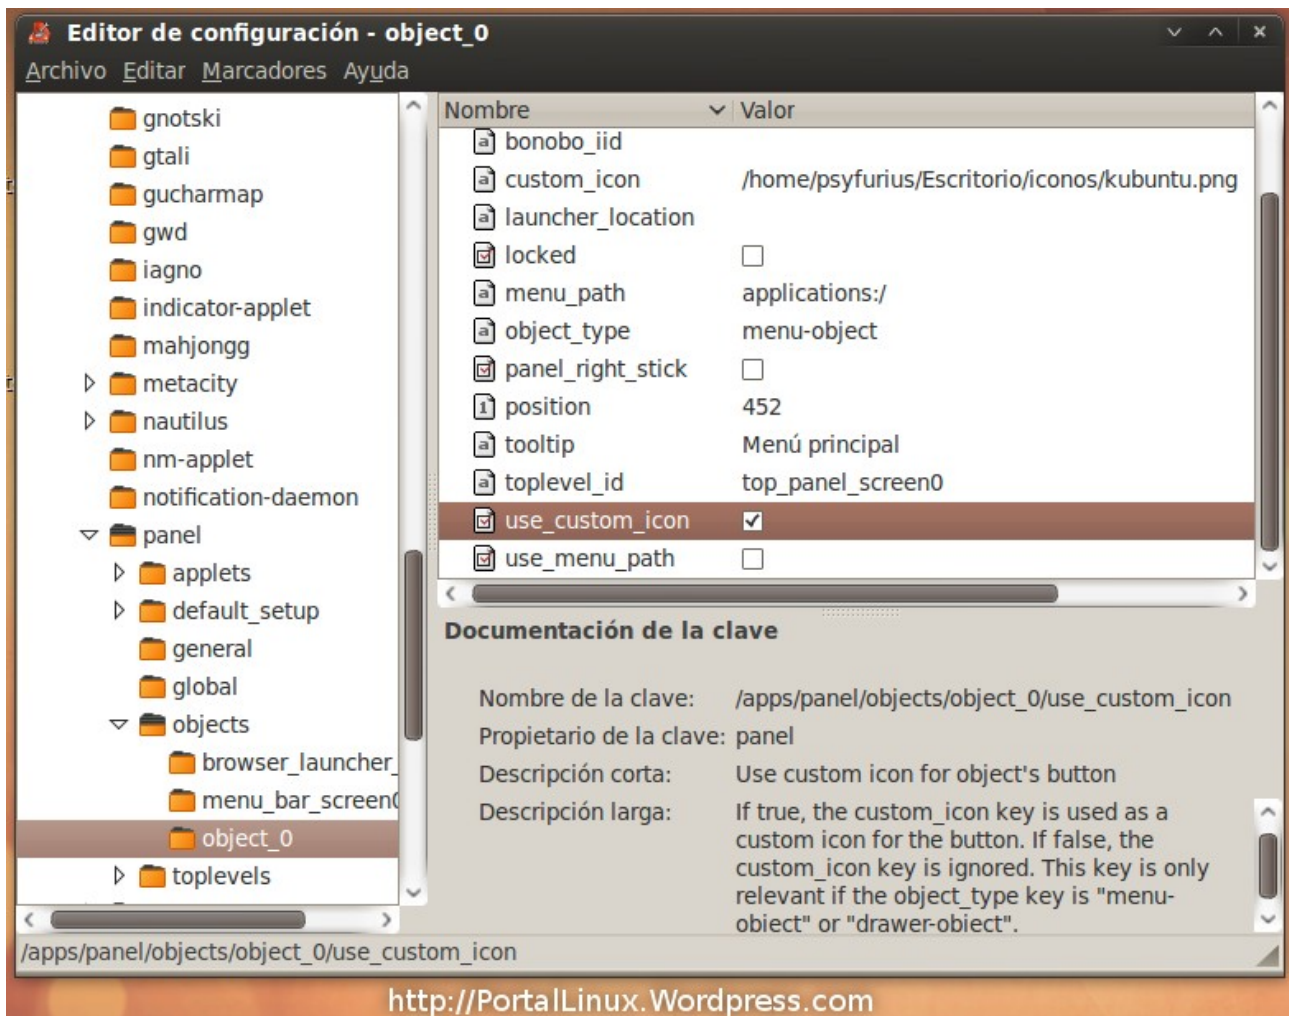 Editor de configuración - object_0
Archivo Editar Marcadores Ayuda
gnotski
gtali
gucharmap
gwd
iagno
indicator-applet
mahjongg
metacity
nautilus
nm-applet
notification-daemon
panel
applets
default_setup
general
global
objects
browser_launcher_
menu_bar_screen0
object_0
toplevels
Nombre Valor
bonobo_iid
custom_icon /home/psyfurius/Escritorio/iconos/kubuntu.png
launcher_location
locked
menu_path applications:/
object_type menu-object
panel_right_stick
position 452
tooltip Menú principal
toplevel_id top_panel_screen0
use_custom_icon
use_menu_path
Documentación de la clave
Nombre de la clave: /apps/panel/objects/object_0/use_custom_icon
Propietario de la clave: panel
Descripción corta: Use custom icon for object's button
Descripción larga: If true, the custom_icon key is used as a
custom icon for the button. If false, the
custom_icon key is ignored. This key is only
relevant if the object_type key is "menu-
object" or "drawer-object".
/apps/panel/objects/object_0/use_custom_icon
http://PortalLinux.Wordpress.com